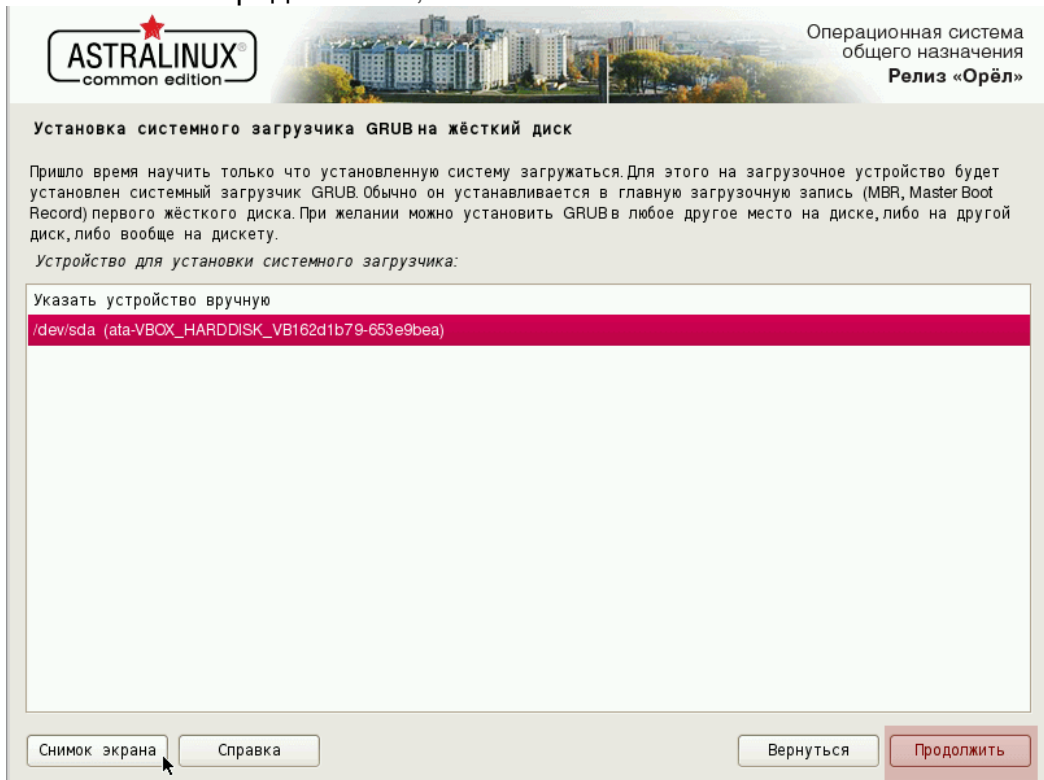 ASTRALINUX®
common edition
Операционная система
общего назначения
Релиз «Орёл»
Установка системного загрузчика GRUB на жёсткий диск
Пришло время научить только что установленную систему загружаться. Для этого на загрузочное устройство будет
установлен системный загрузчик GRUB. Обычно он устанавливается в главную загрузочную запись (MBR, Master Boot
Record) первого жёсткого диска. При желании можно установить GRUB в любое другое место на диске, либо на другой
диск, либо вообще на дискету.
Устройство для установки системного загрузчика:
Указать устройство вручную
/dev/sda (ata-VBOX_HARDDISK_VB162d1b79-653e9bea)
Снимок экрана
Справка
Вернуться
Продолжить